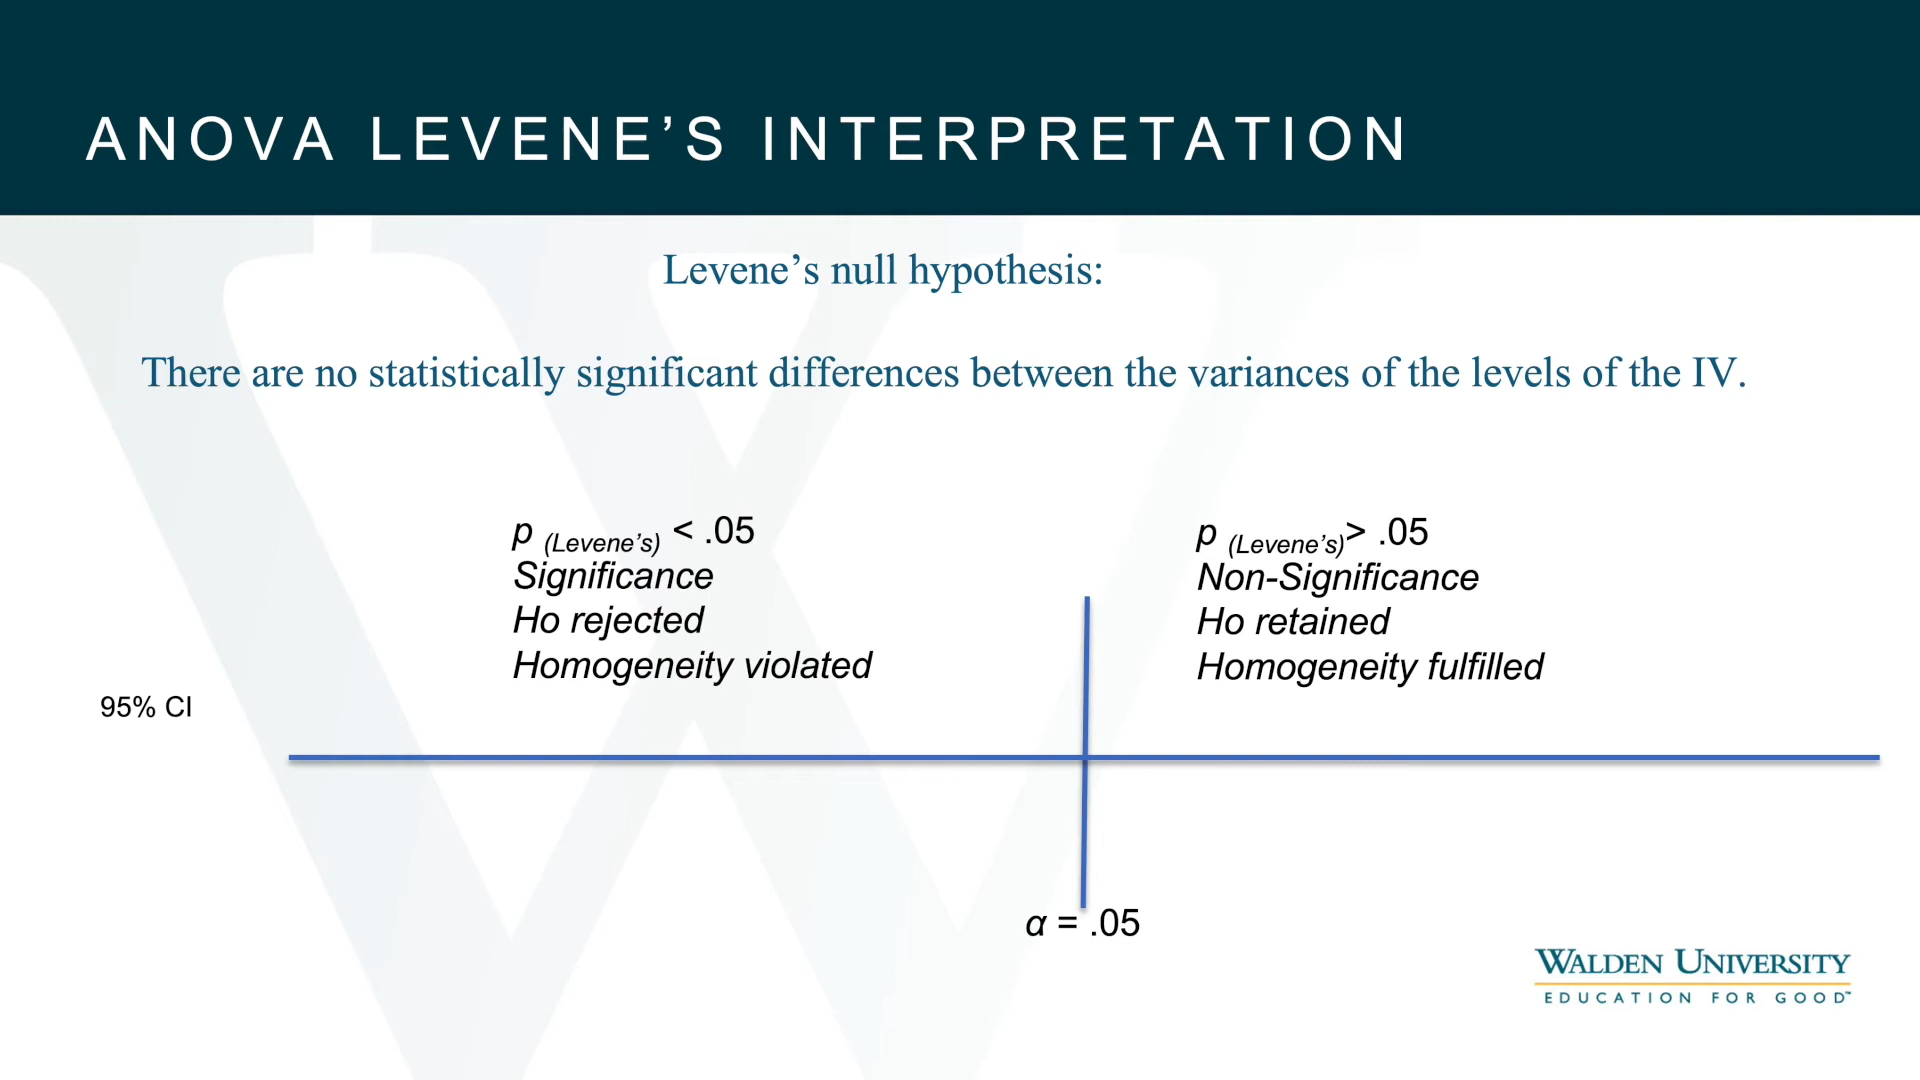 ANOVA LEVENE’S INTERPRETATION
Levene’s null hypothesis:
There are no statistically significant differences between the variances of the levels of the IV.
p (Levene’s) < .05
Significance
Ho rejected
Homogeneity violated
p (Levene’s)> .05
Non-Significance
Ho retained
Homogeneity fulfilled
95% CI
α = .05
WALDEN UNIVERSITY
EDUCATION FOR GOOD™